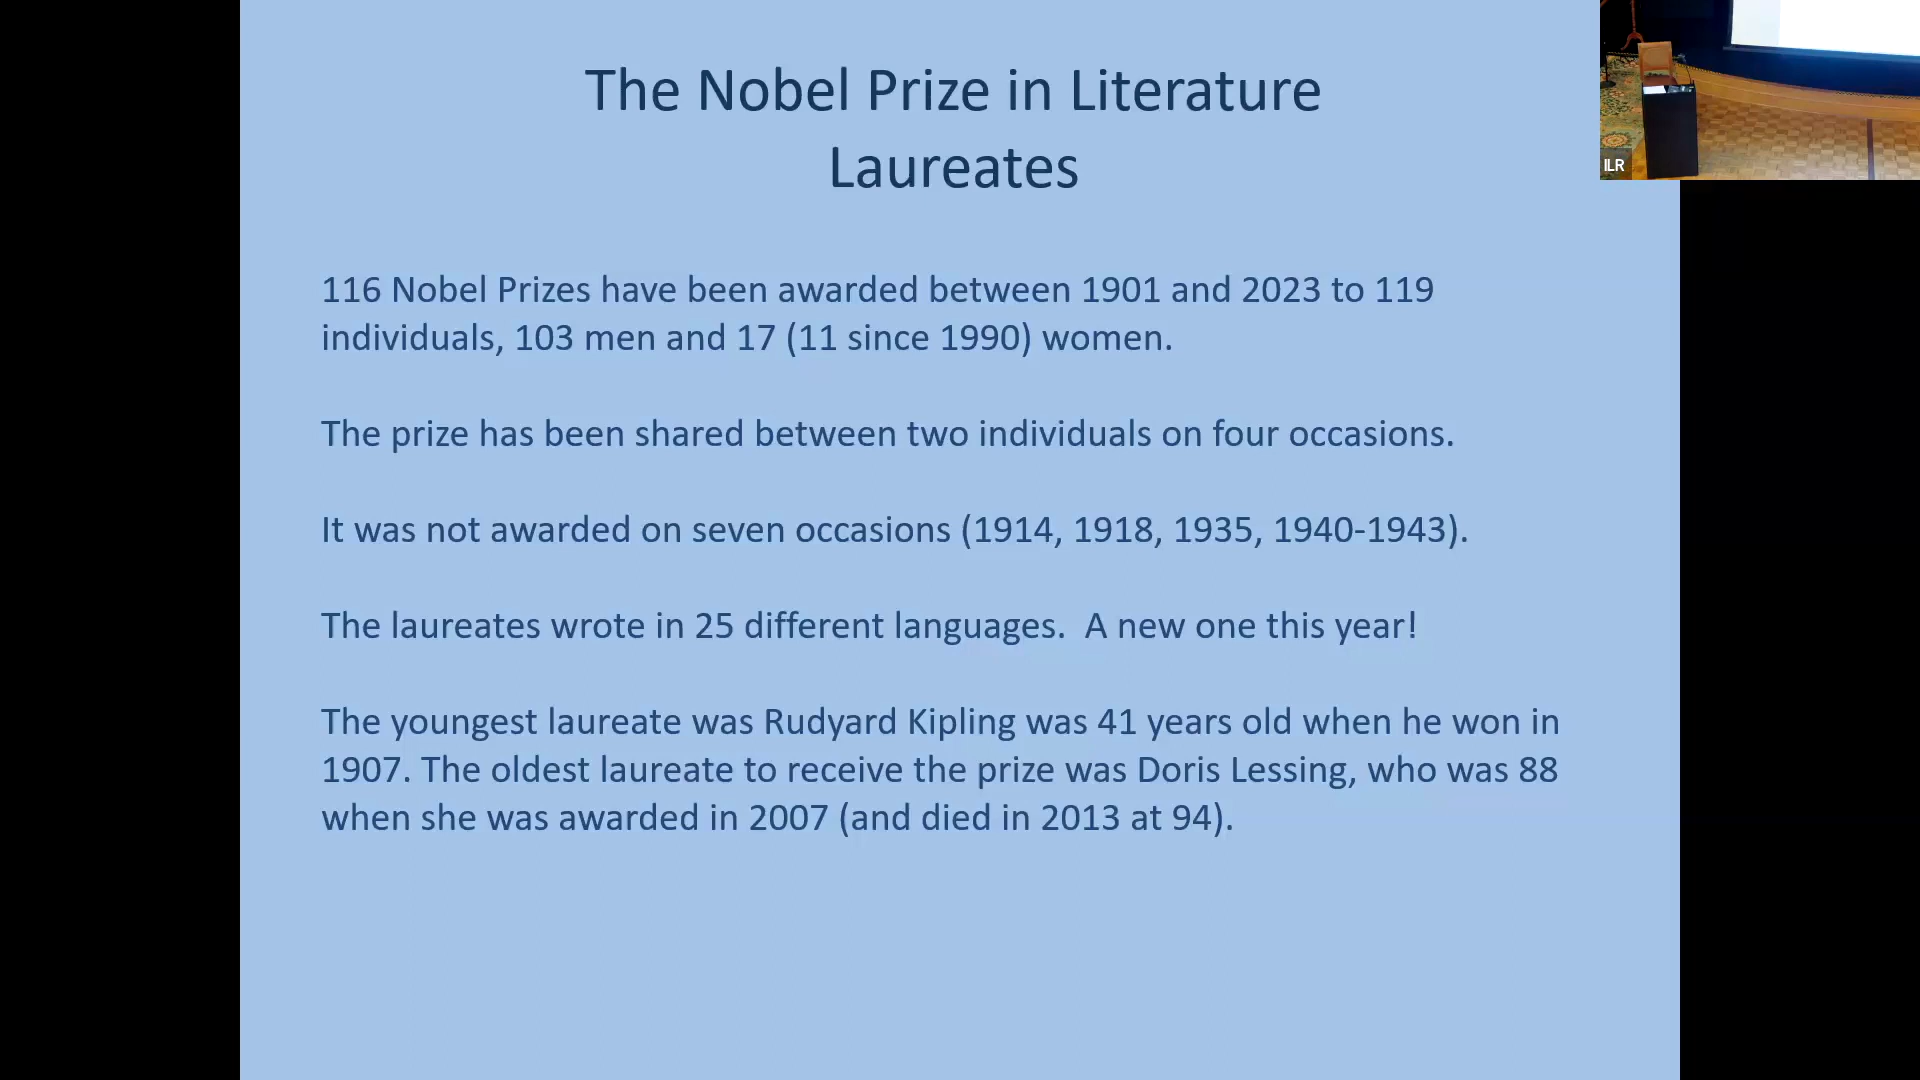 The Nobel Prize in Literature
Laureates
ILR
116 Nobel Prizes have been awarded between 1901 and 2023 to 119
individuals, 103 men and 17 (11 since 1990) women.
The prize has been shared between two individuals on four occasions.
It was not awarded on seven occasions (1914, 1918, 1935, 1940-1943).
The laureates wrote in 25 different languages.  A new one this year!
The youngest laureate was Rudyard Kipling was 41 years old when he won in
1907. The oldest laureate to receive the prize was Doris Lessing, who was 88
when she was awarded in 2007 (and died in 2013 at 94).